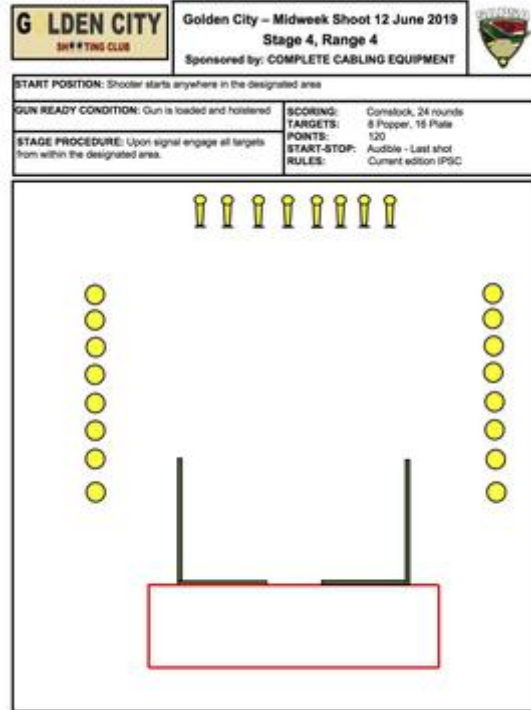 G LDEN CITY
SH**TING CLUB
Golden City – Midweek Shoot 12 June 2019
Stage 4, Range 4
Sponsored by: COMPLETE CABLING EQUIPMENT
START POSITION: Shooter starts anywhere in the designated area
GUN READY CONDITION: Gun is loaded and holstered
STAGE PROCEDURE: Upon signal engage all targets
from within the designated area.
SCORING: Comstock, 24 rounds
TARGETS: 8 Popper, 16 Plate
POINTS: 120
START-STOP: Audible - Last shot
RULES: Current edition IPSC